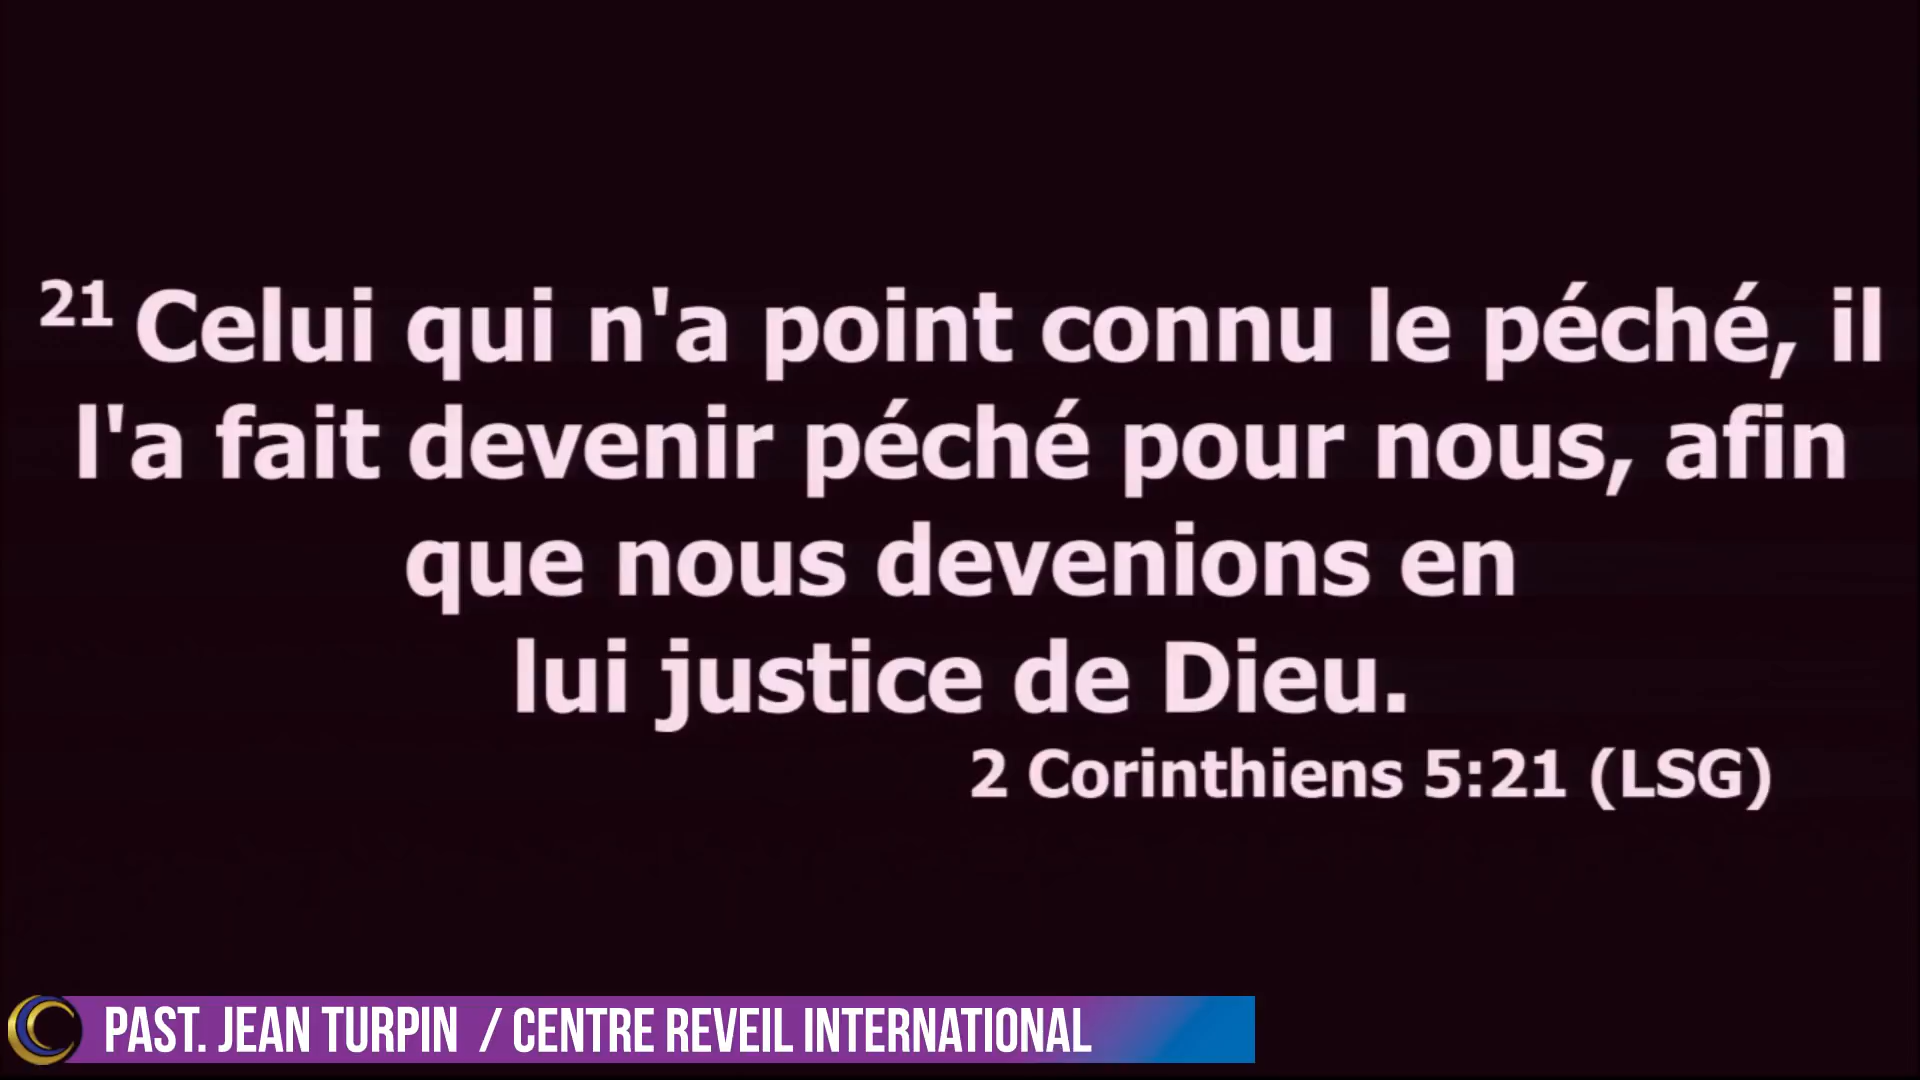 21 Celui qui n'a point connu le péché, il
l'a fait devenir péché pour nous, afin
que nous devenions en
lui justice de Dieu.
2 Corinthiens 5:21 (LSG)
PAST. JEAN TURPIN / CENTRE REVEIL INTERNATIONAL